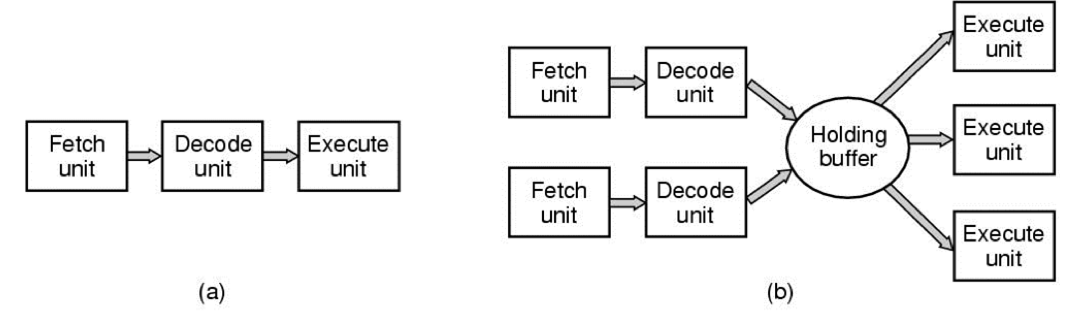 Fetch
unit
Decode
unit
Execute
unit
(a)
Fetch
unit
Decode
unit
Fetch
unit
Decode
unit
Holding
buffer
Execute
unit
Execute
unit
Execute
unit
(b)